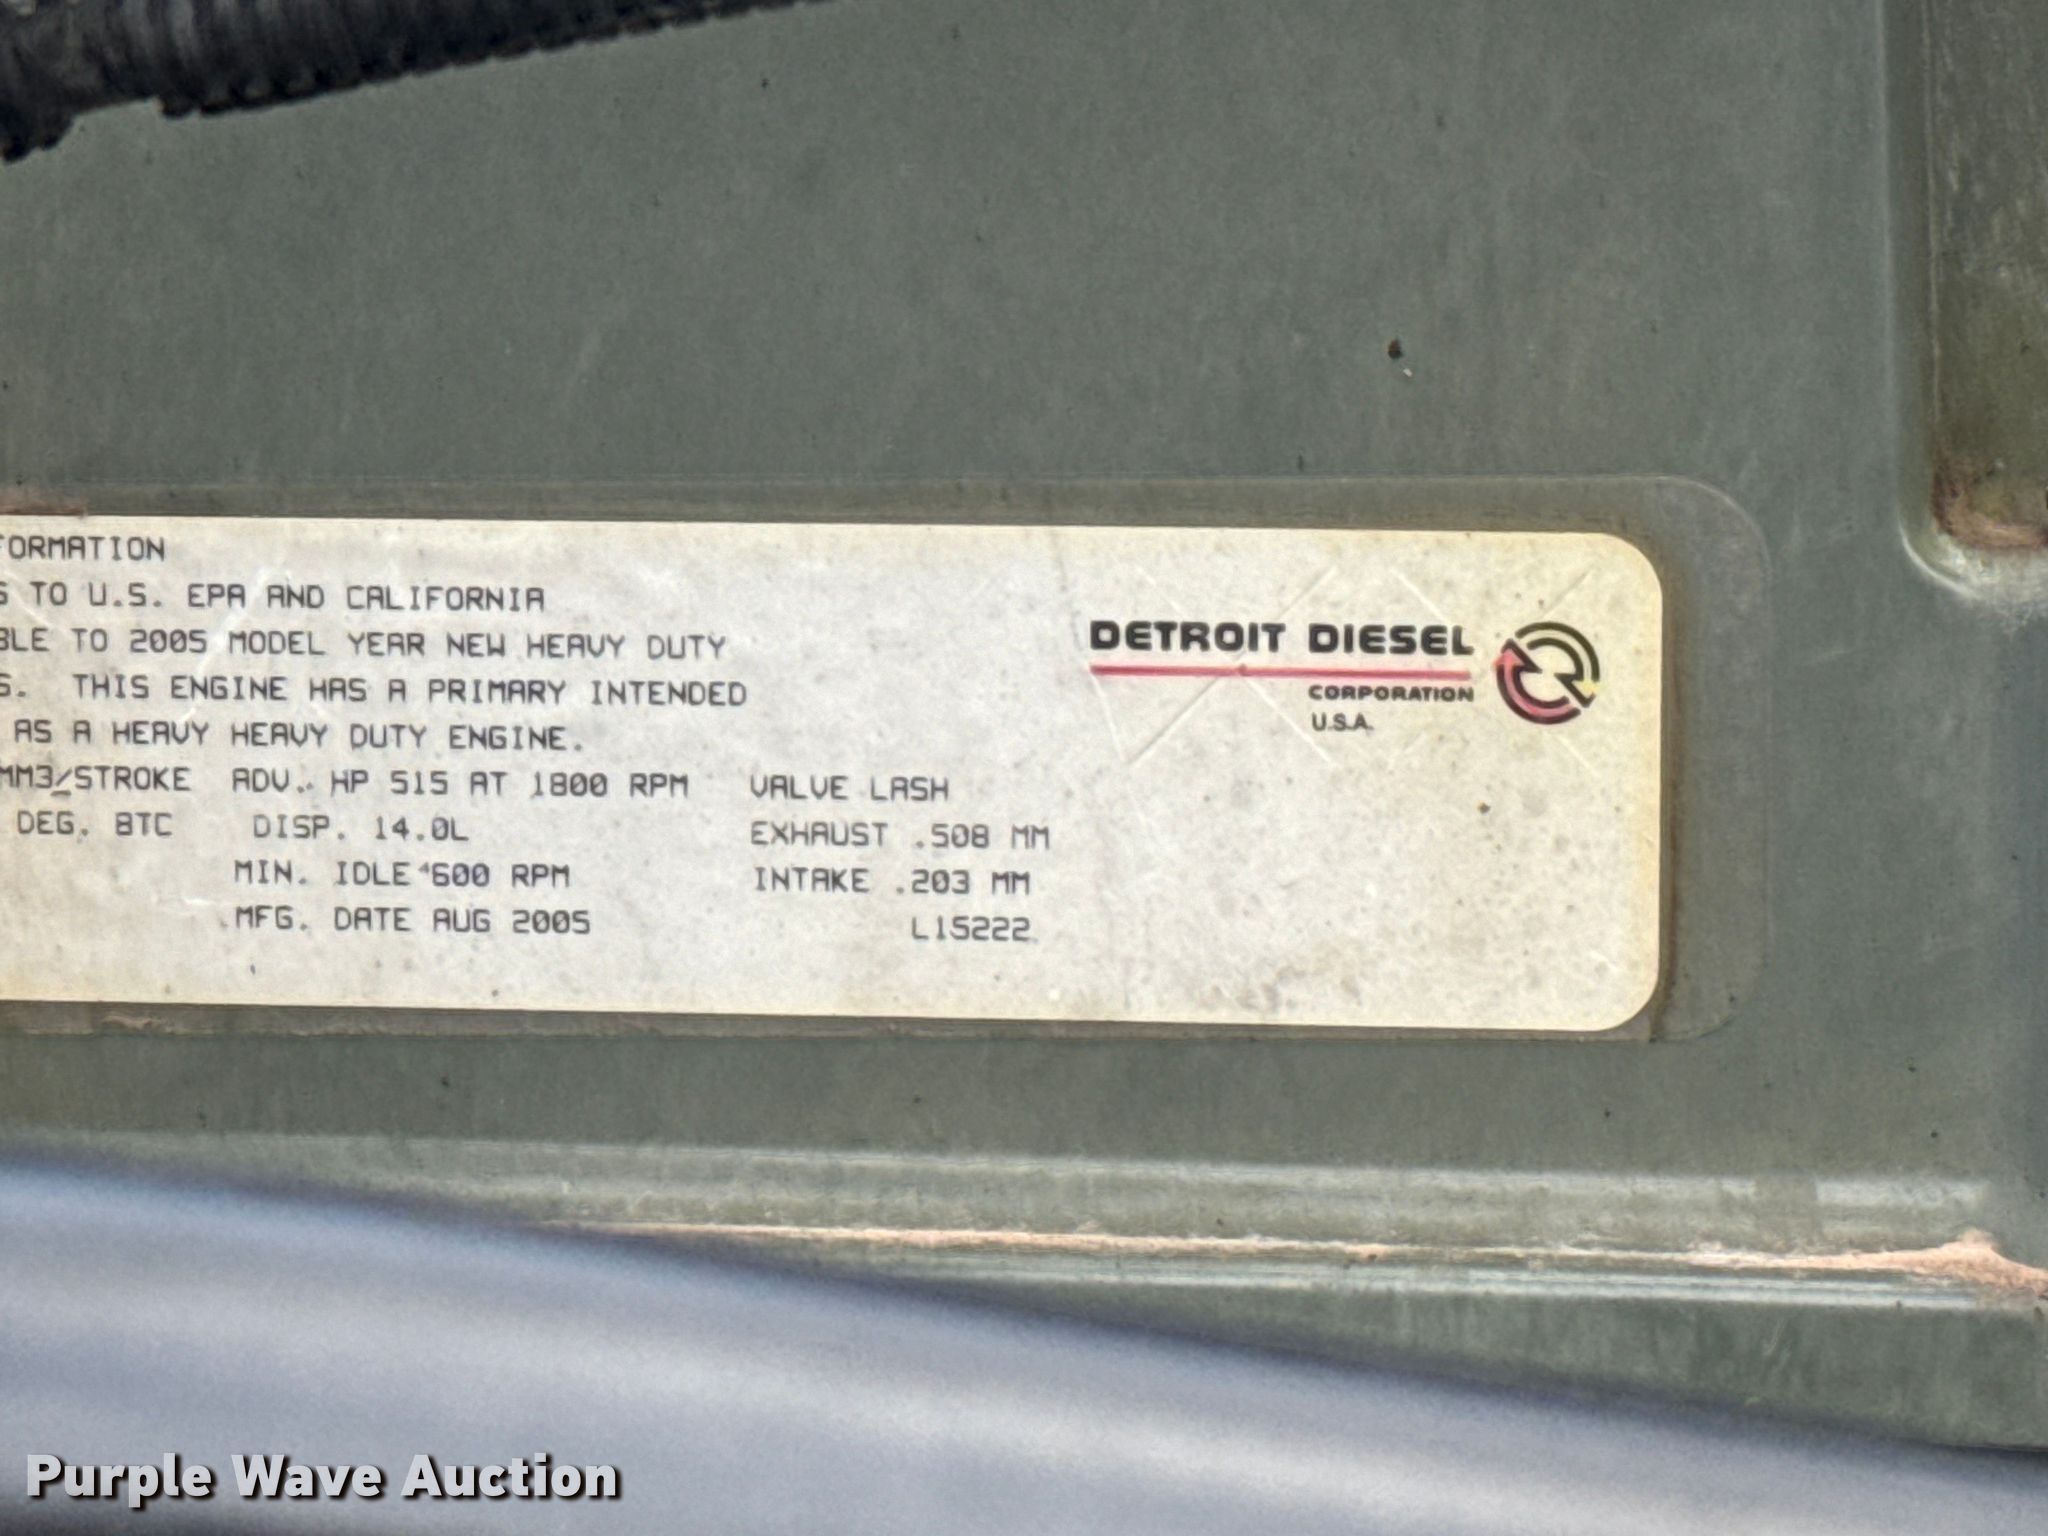 FORMATION
S TO U.S. EPA AND CALIFORNIA
BLE TO 2005 MODEL YEAR NEW HEAVY DUTY
S. THIS ENGINE HAS A PRIMARY INTENDED
AS A HEAVY HEAVY DUTY ENGINE.
MM3/STROKE ADV. HP 515 AT 1800 RPM VALVE LASH
DEG. BTC DISP. 14.0L EXHAUST .508 MM
MIN. IDLE 600 RPM INTAKE .203 MM
MFG. DATE AUG 2005 L15222
DETROIT DIESEL
CORPORATION
U.S.A.
Purple Wave Auction